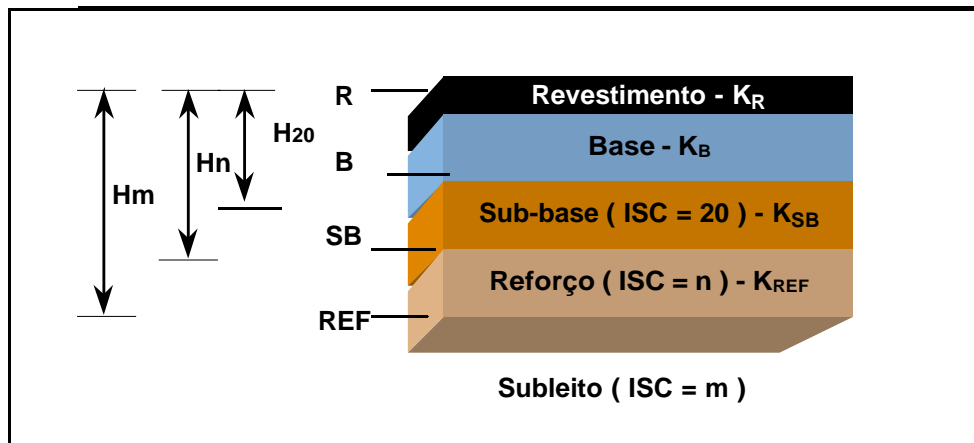 R
Revestimento - KR
H20
B
Base - KB
Hn
Hm
SB
Sub-base ( ISC = 20 ) - KSB
Reforço ( ISC = n ) - KREF
REF
Subleito ( ISC = m )